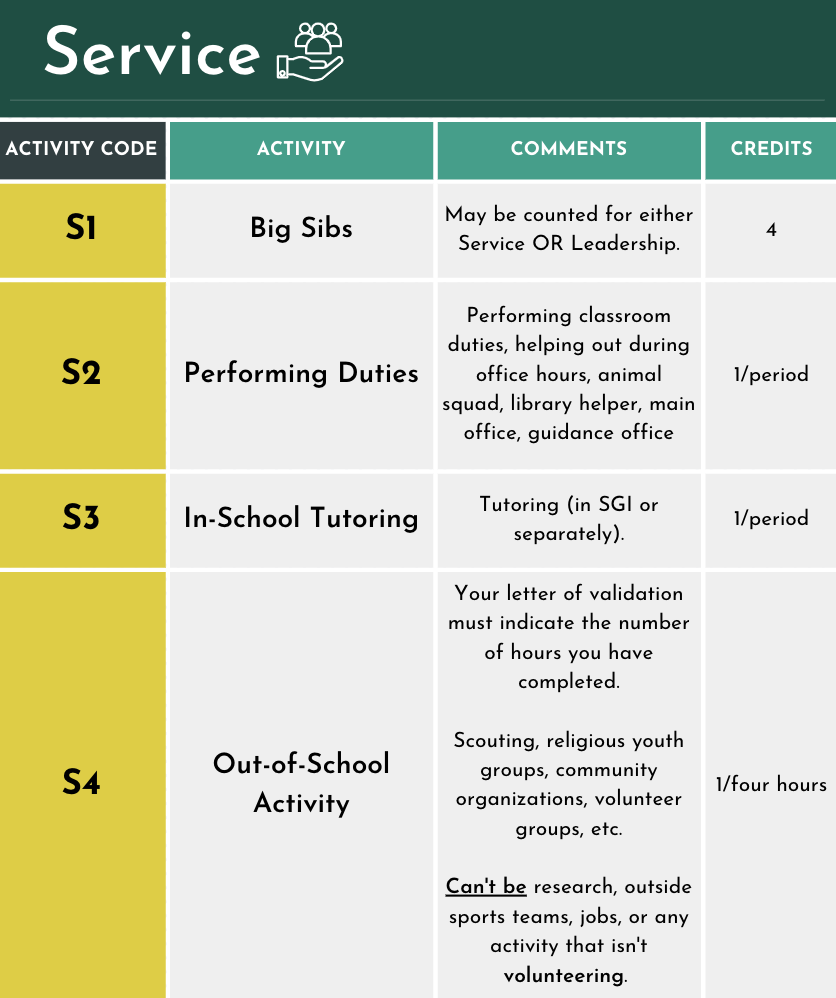 Service
ACTIVITY CODE
ACTIVITY
COMMENTS
CREDITS
S1
Big Sibs
May be counted for either
Service OR Leadership.
4
S2
Performing Duties
Performing classroom
duties, helping out during
office hours, animal
squad, library helper, main
office, guidance office
1/period
S3
In-School Tutoring
Tutoring (in SGI or
separately).
1/period
S4
Out-of-School
Activity
Your letter of validation
must indicate the number
of hours you have
completed.
Scouting, religious youth
groups, community
organizations, volunteer
groups, etc.
Can't be research, outside
sports teams, jobs, or any
activity that isn't
volunteering.
1/four hours